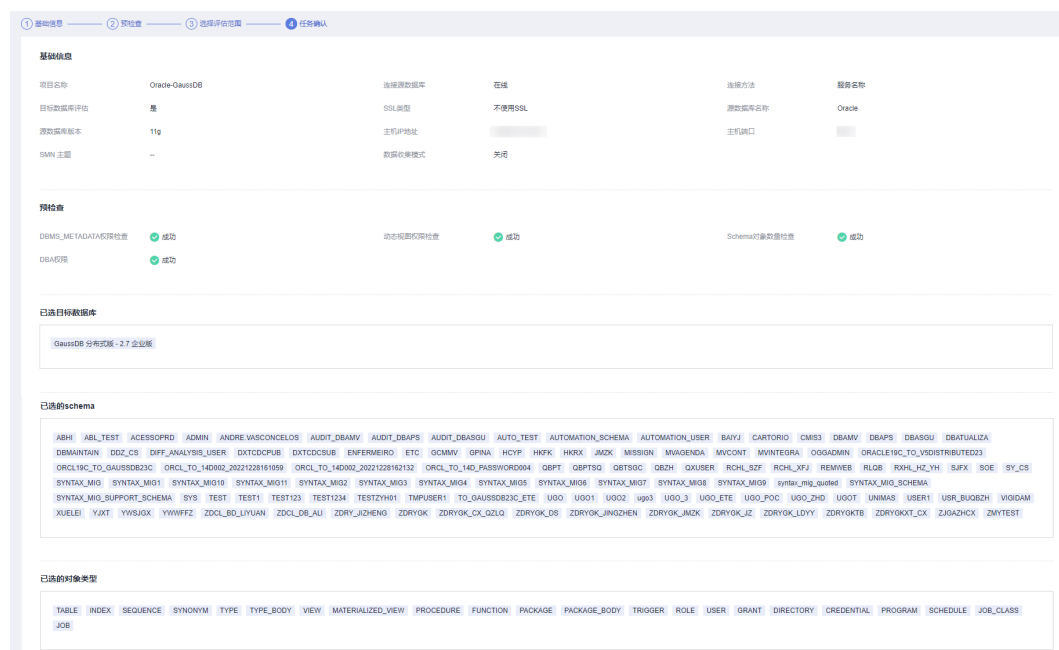 1 基础信息 2 预检查 3 选择评估范围 4 任务确认
基础信息
项目名称 Oracle-GaussDB 连接源数据库 在线 连接方法 服务名称
目标数据库评估 是 SSL类型 不使用SSL 源数据库名称 Oracle
源数据库版本 11g 主机IP地址 主机端口
SMN 主题 -- 数据收集模式 关闭
预检查
DBMS_METADATA权限检查 成功 动态视图权限检查 成功 Schema对象数量检查 成功
DBA权限 成功
已选目标数据库
GaussDB 分布式版 - 2.7 企业版
已选的schema
ABHI ABL_TEST ACESSOPRD ADMIN ANDRE.VASCONCELOS AUDIT_DBAMV AUDIT_DBAPS AUDIT_DBASGU AUTO_TEST AUTOMATION_SCHEMA AUTOMATION_USER BAIYJ CARTORIO CMIS3 DBAMV DBAPS DBASGU DBATUALIZA
DBMAINTAIN DDZ_CS DIFF_ANALYSIS_USER DXTCDCPUB DXTCDCSUB ENFERMEIRO ETC GCMMV GPINA HCYP HKFK HKRX JMZK MISSIGN MVAGENDA MVCONT MVINTEGRA OGGADMIN ORACLE19C_TO_V5DISTRIBUTED23
ORCL19C_TO_GAUSSDB23C ORCL_TO_14D002_20221228161059 ORCL_TO_14D002_20221228162132 ORCL_TO_14D_PASSWORD004 QBPT QBPTSQ QBTSGC QBZH QXUSER RCHL_SZF RCHL_XFJ REMWEB RLQB RXHL_HZ_YH SJFX SOE SY_CS
SYNTAX_MIG SYNTAX_MIG1 SYNTAX_MIG10 SYNTAX_MIG11 SYNTAX_MIG2 SYNTAX_MIG3 SYNTAX_MIG4 SYNTAX_MIG5 SYNTAX_MIG6 SYNTAX_MIG7 SYNTAX_MIG8 SYNTAX_MIG9 syntax_mig_quoted SYNTAX_MIG_SCHEMA
SYNTAX_MIG_SUPPORT_SCHEMA SYS TEST TEST1 TEST123 TEST1234 TESTZYH01 TMPUSER1 TO_GAUSSDB23C_ETE UGO UGO1 UGO2 ugo3 UGO_3 UGO_ETE UGO_POC UGO_ZHD UGOT UNIMAS USER1 USR_BUQBZH VIGIDAM
XUELEI YJXT YWSJGX YWWFFZ ZDCL_BD_LIYUAN ZDCL_DB_ALI ZDRY_JIZHENG ZDRYGK ZDRYGK_CX_QZLQ ZDRYGK_DS ZDRYGK_JINGZHEN ZDRYGK_JMZK ZDRYGK_JZ ZDRYGK_LDYY ZDRYGKTB ZDRYGKXT_CX ZJGAZHCX ZMYTEST
已选的对象类型
TABLE INDEX SEQUENCE SYNONYM TYPE TYPE_BODY VIEW MATERIALIZED_VIEW PROCEDURE FUNCTION PACKAGE PACKAGE_BODY TRIGGER ROLE USER GRANT DIRECTORY CREDENTIAL PROGRAM SCHEDULE JOB_CLASS
JOB